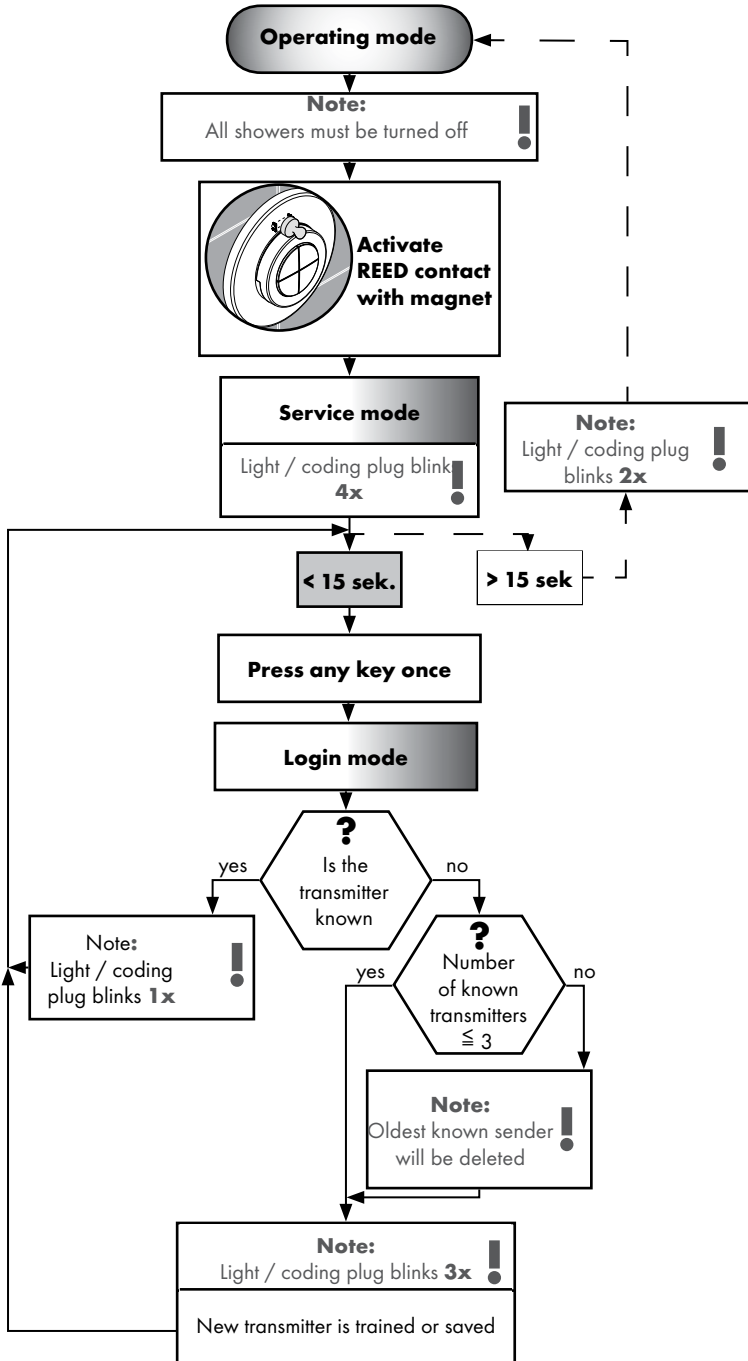 Operating mode
Note:
All showers must be turned off
Activate
REED contact
with magnet
Service mode
Light / coding plug blink
4x
Note:
Light / coding plug
blinks 2x
< 15 sek.
> 15 sek
Press any key once
Login mode
?
Is the
transmitter
known
yes
no
Note:
Light / coding
plug blinks 1x
?
Number
of known
transmitters
≦ 3
yes
no
Note:
Oldest known sender
will be deleted
Note:
Light / coding plug blinks 3x
New transmitter is trained or saved